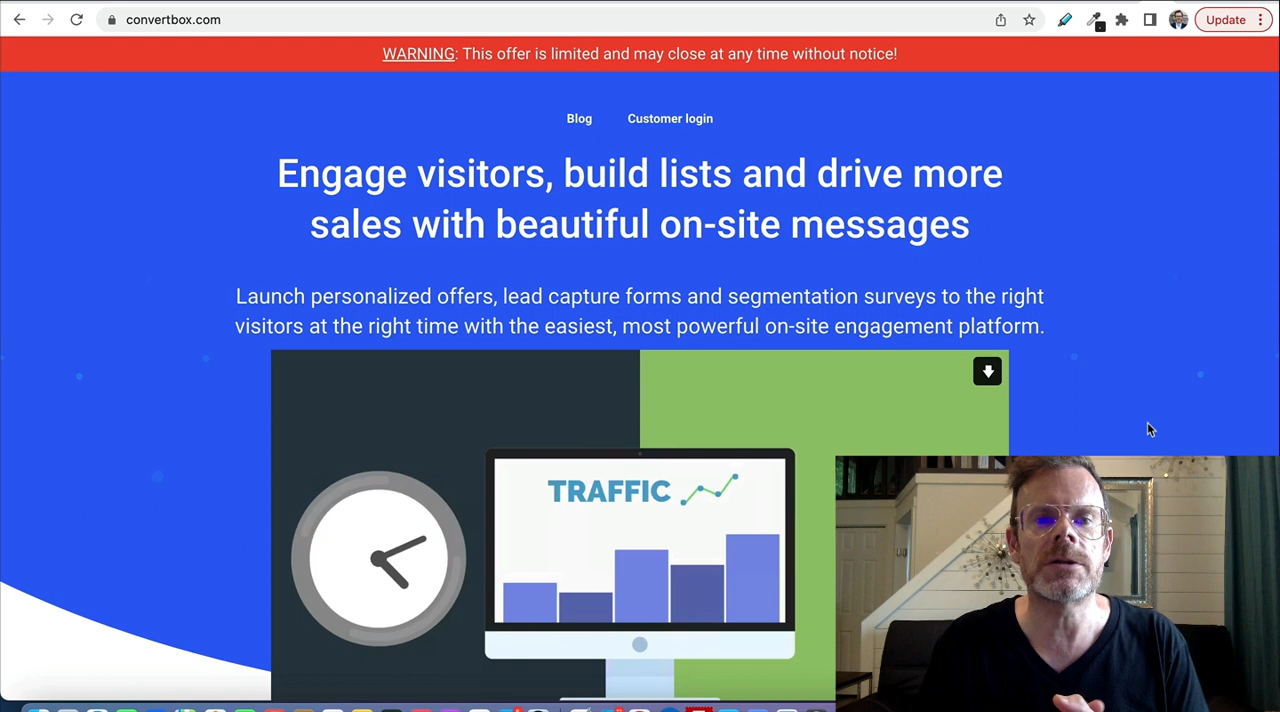 convertbox.com
Update
WARNING: This offer is limited and may close at any time without notice!
Blog
Customer login
Engage visitors, build lists and drive more
sales with beautiful on-site messages
Launch personalized offers, lead capture forms and segmentation surveys to the right
visitors at the right time with the easiest, most powerful on-site engagement platform.
TRAFFIC